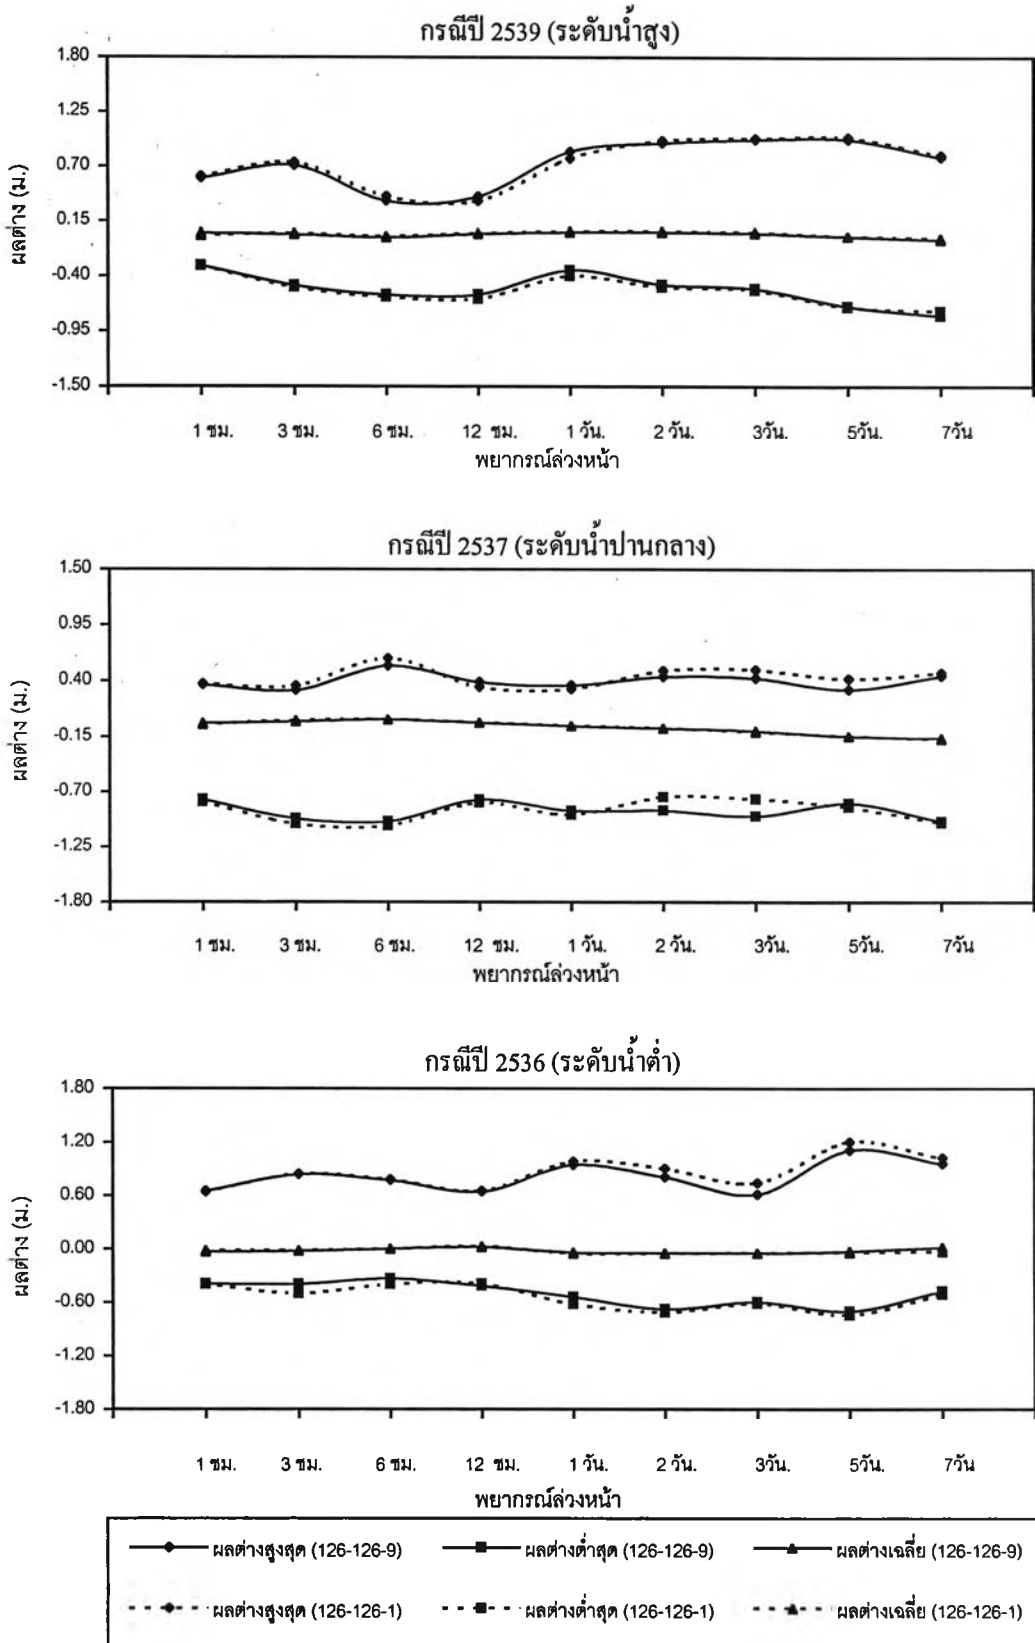 กรณีปี 2539 (ระดับน้ำสูง)
1.80
1.25
0.70
0.15
-0.40
-0.95
-1.50
ผลต่าง (ม.)
1 ชม. 3 ชม. 6 ชม. 12 ชม. 1 วัน. 2 วัน. 3วัน. 5วัน. 7วัน
พยากรณ์ล่วงหน้า
กรณีปี 2537 (ระดับน้ำปานกลาง)
1.50
0.95
0.40
-0.15
-0.70
-1.25
-1.80
ผลต่าง (ม.)
1 ชม. 3 ชม. 6 ชม. 12 ชม. 1 วัน. 2 วัน. 3วัน. 5วัน. 7วัน
พยากรณ์ล่วงหน้า
กรณีปี 2536 (ระดับน้ำต่ำ)
1.80
1.20
0.60
0.00
-0.60
-1.20
-1.80
ผลต่าง (ม.)
1 ชม. 3 ชม. 6 ชม. 12 ชม. 1 วัน. 2 วัน. 3วัน. 5วัน. 7วัน
พยากรณ์ล่วงหน้า
ผลต่างสูงสุด (126-126-9) ผลต่างต่ำสุด (126-126-9) ผลต่างเฉลี่ย (126-126-9)
ผลต่างสูงสุด (126-126-1) ผลต่างต่ำสุด (126-126-1) ผลต่างเฉลี่ย (126-126-1)